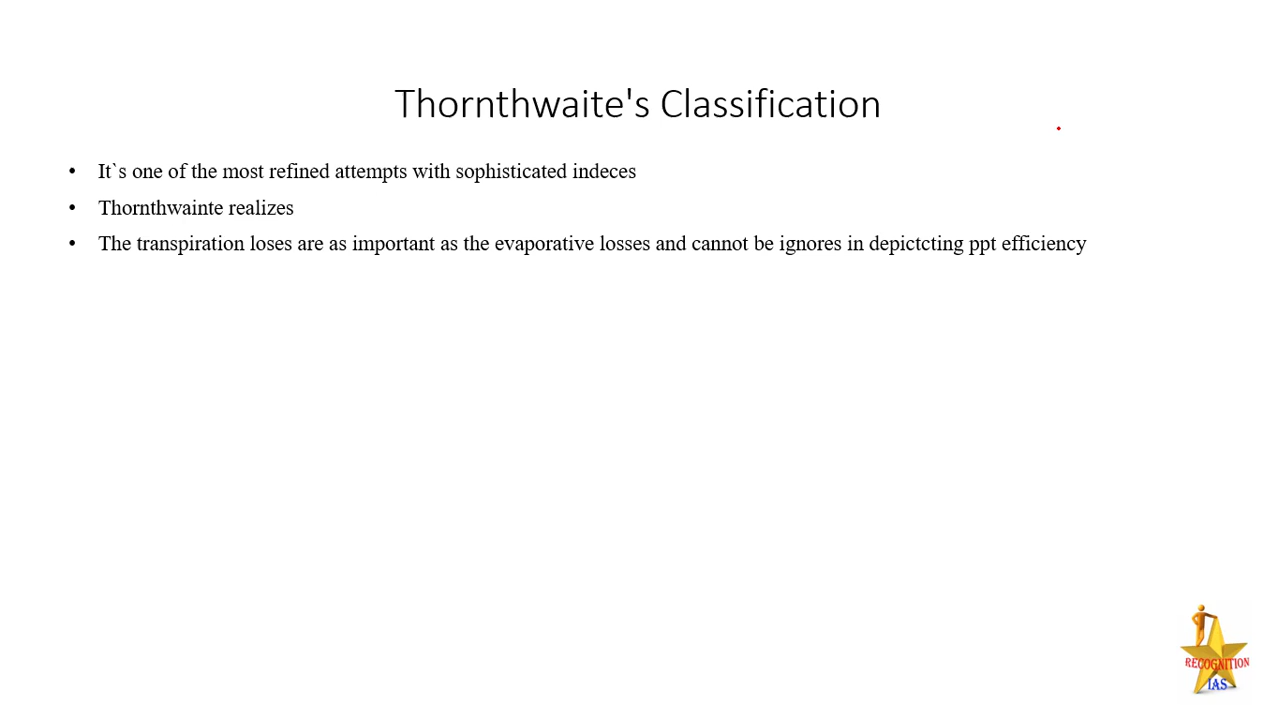 Thornthwaite's Classification
• It`s one of the most refined attempts with sophisticated indeces
• Thornthwainte realizes
• The transpiration loses are as important as the evaporative losses and cannot be ignores in depictcting ppt efficiency
RECOGNITION
IAS